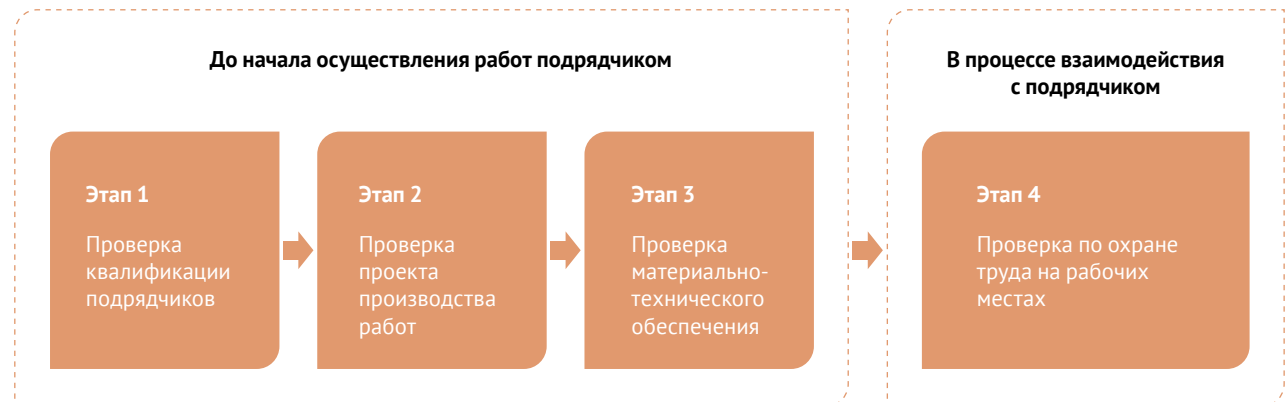 До начала осуществления работ подрядчиком
В процессе взаимодействия
с подрядчиком
Этап 1
Проверка
квалификации
подрядчиков
Этап 2
Проверка
проекта
производства
работ
Этап 3
Проверка
материально-
технического
обеспечения
Этап 4
Проверка по охране
труда на рабочих
местах